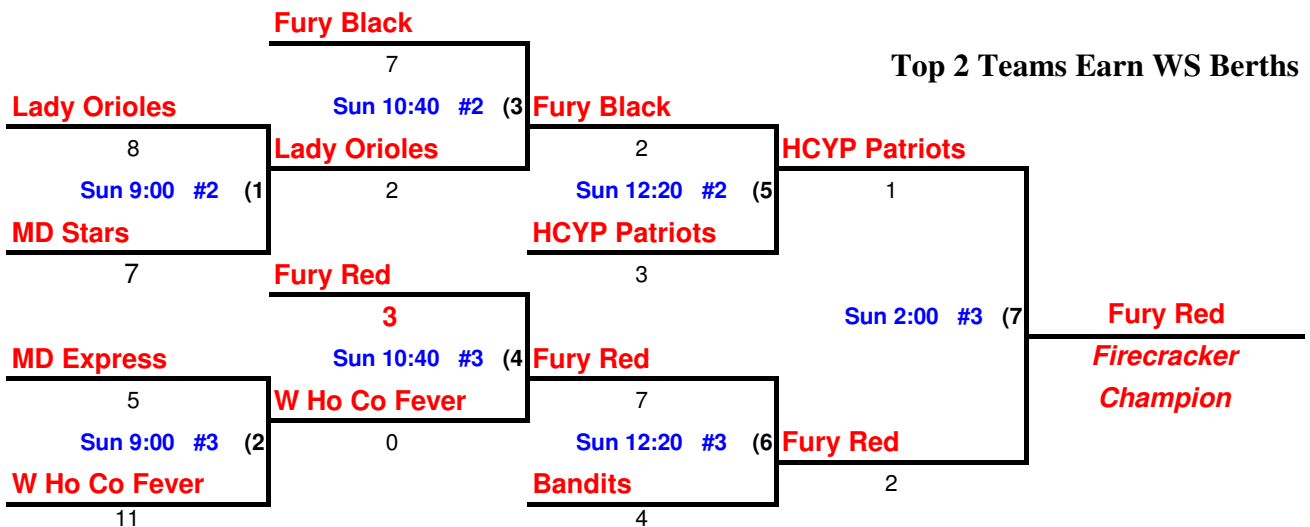 Fury Black
7
Top 2 Teams Earn WS Berths
Lady Orioles
Sun 10:40 #2 (3
Fury Black
8
Lady Orioles
2
HCYP Patriots
Sun 9:00 #2 (1
2
Sun 12:20 #2 (5
1
MD Stars
HCYP Patriots
7
Fury Red
3
3
Sun 2:00 #3 (7
Fury Red
MD Express
Sun 10:40 #3 (4
Fury Red
Firecracker
5
W Ho Co Fever
7
Champion
Sun 9:00 #3 (2
0
Sun 12:20 #3 (6
Fury Red
W Ho Co Fever
Bandits
2
11
4